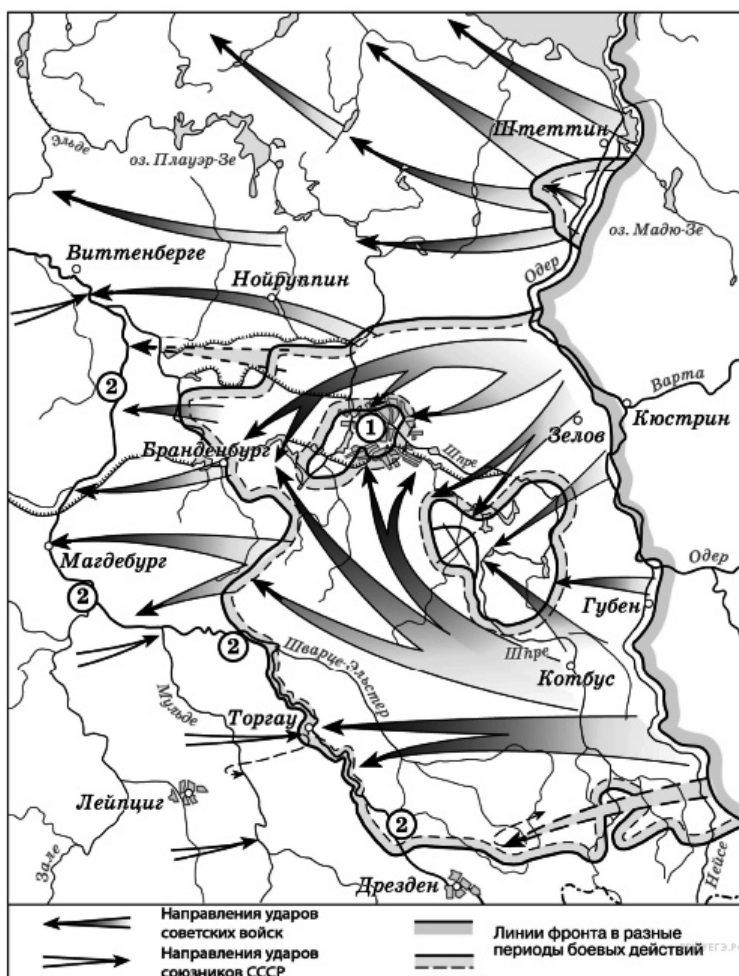 Штеттин
Эльде
оз. Плауэр-Зе
оз. Мадю-Зе
Одер
Виттенберге
Нойруппин
2
Варта
Кюстрин
1
Зелов
Бранденбург
Шпре
Магдебург
Одер
2
Губен
2
Шпре
Шварце-Эльстер
Котбус
Мульде
Торгау
Лейпциг
2
Зале
Дрезден
Нейсе
Направления ударов
советских войск
Направления ударов
союзников СССР
Линии фронта в разные
периоды боевых действий